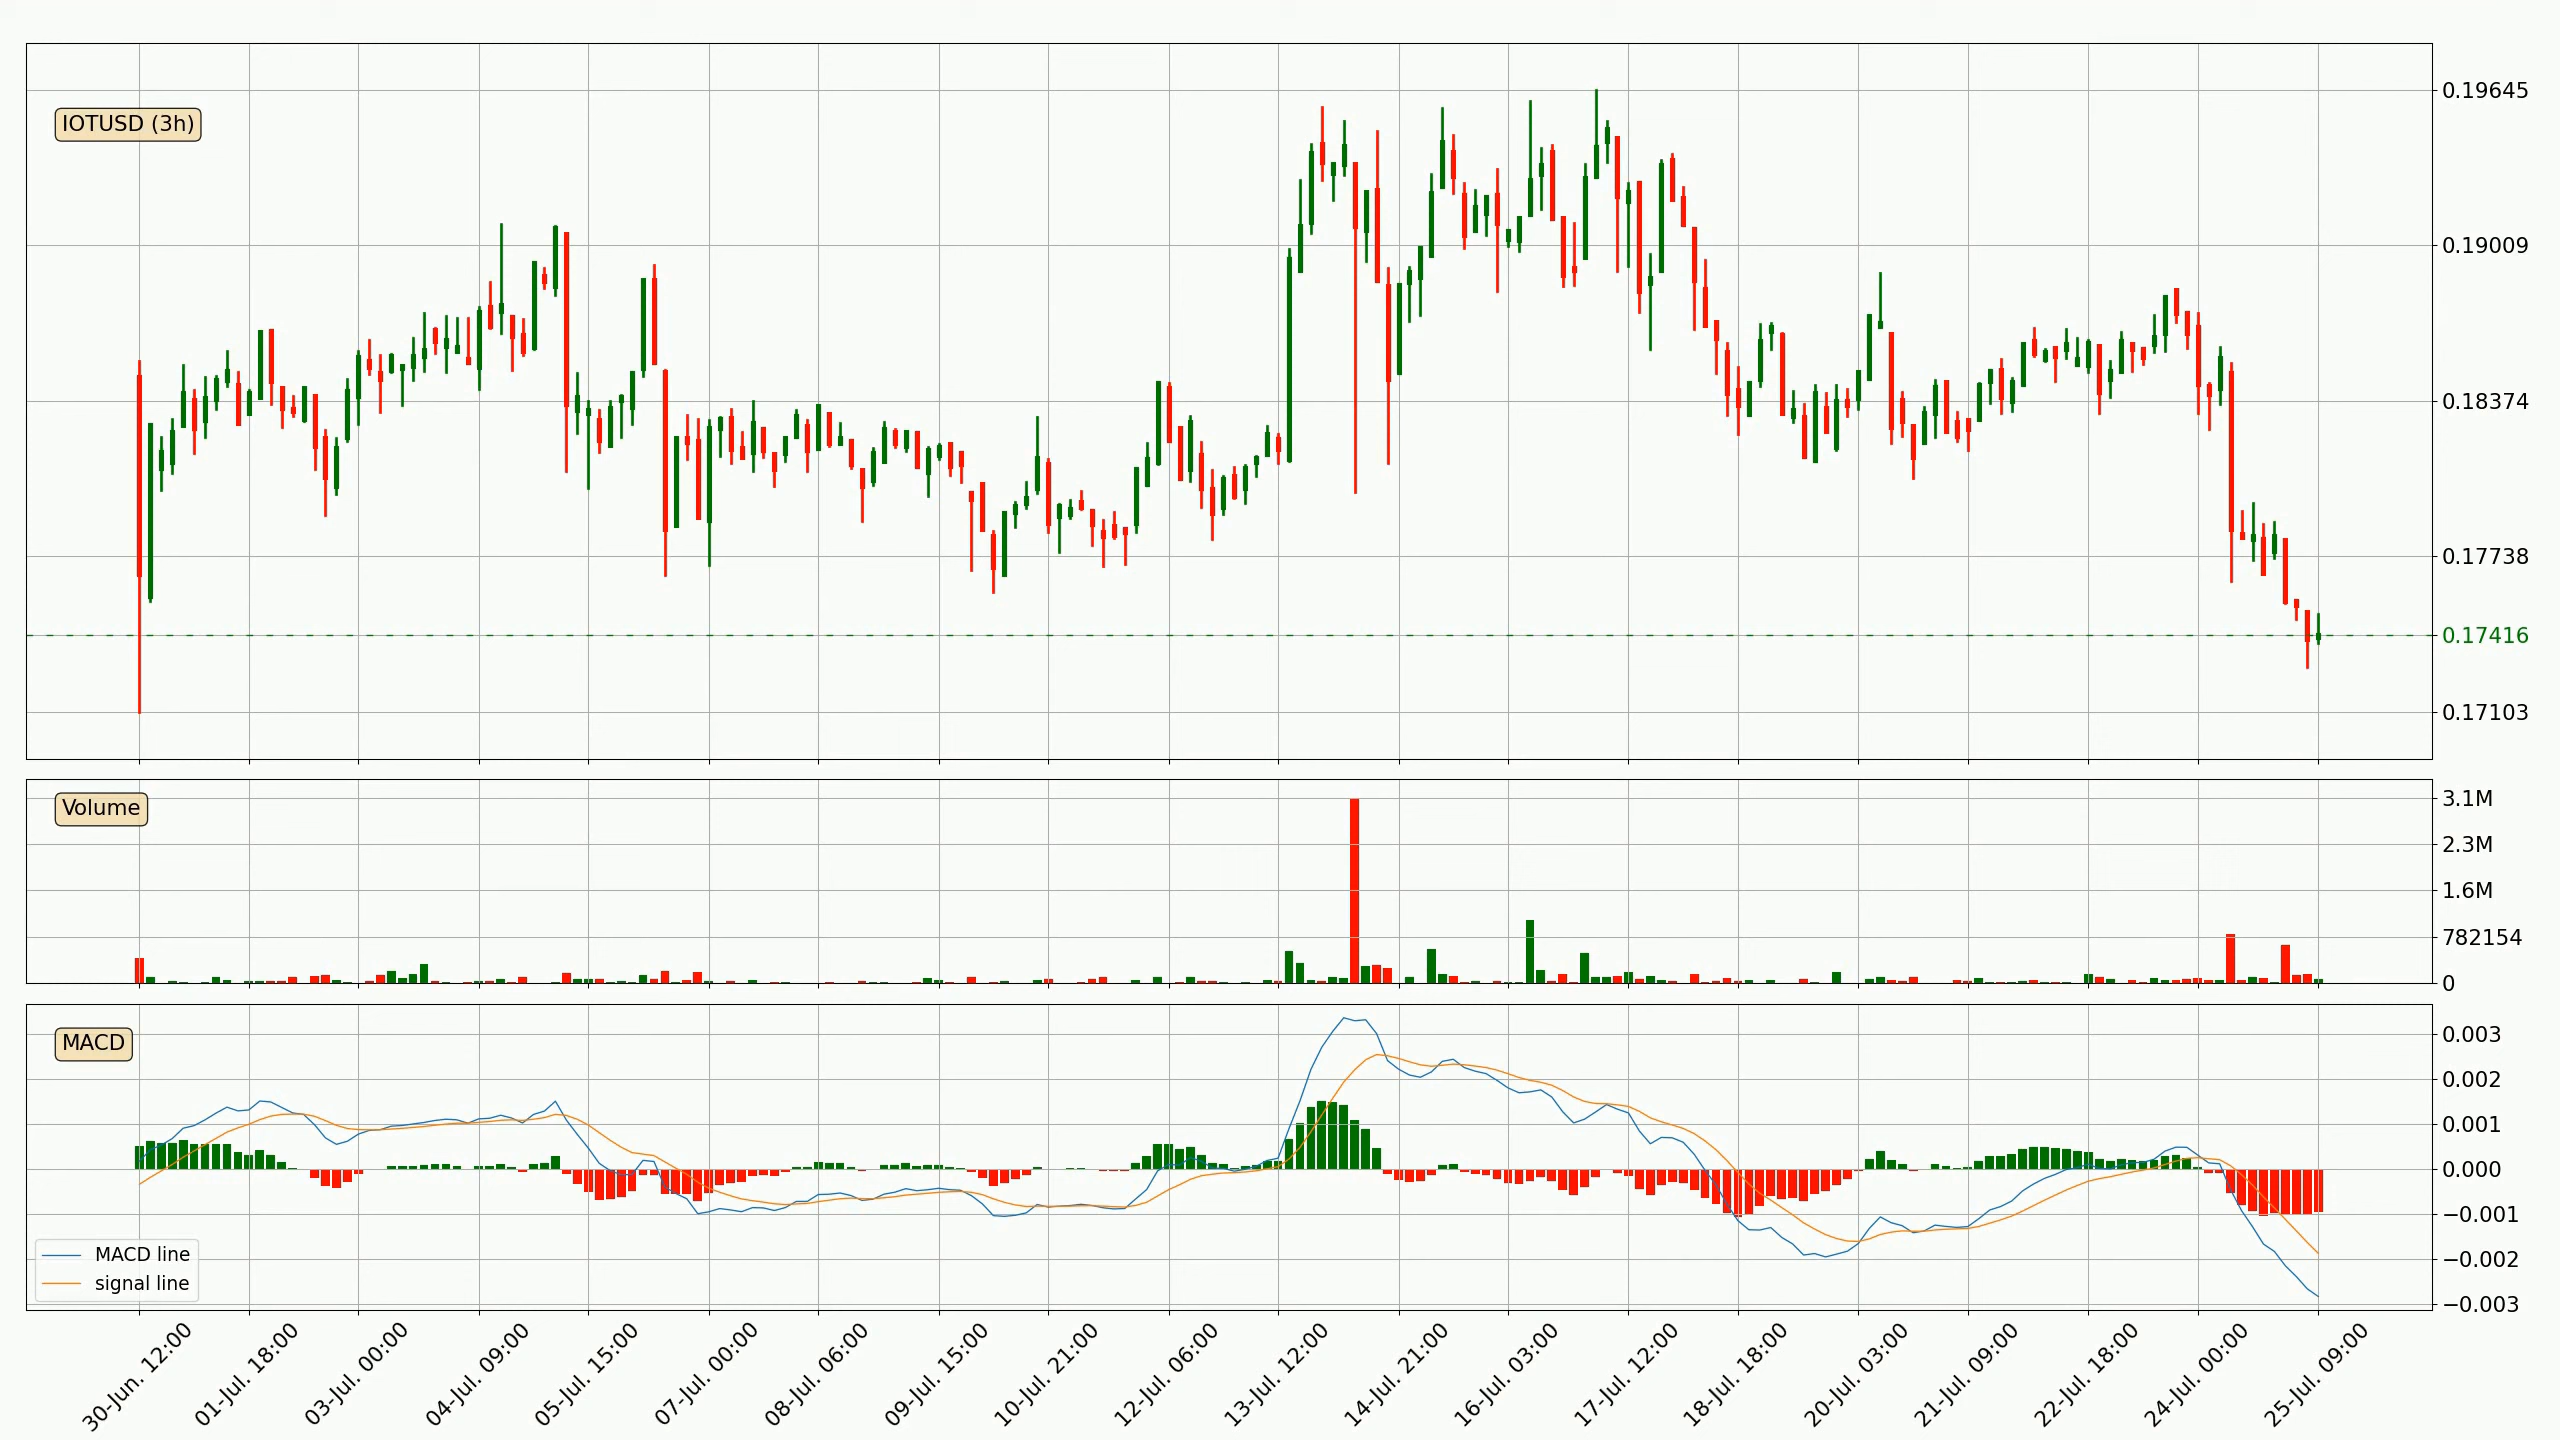 IOTUSD (3h)
0.19645
0.19009
0.18374
0.17738
0.17416
0.17103
Volume
3.1M
2.3M
1.6M
782154
0
MACD
0.003
0.002
0.001
0.000
−0.001
−0.002
−0.003
MACD line
signal line
30-Jun. 12:00
01-Jul. 18:00
03-Jul. 00:00
04-Jul. 09:00
05-Jul. 15:00
07-Jul. 00:00
08-Jul. 06:00
09-Jul. 15:00
10-Jul. 21:00
12-Jul. 06:00
13-Jul. 12:00
14-Jul. 21:00
16-Jul. 03:00
17-Jul. 12:00
18-Jul. 18:00
20-Jul. 03:00
21-Jul. 09:00
22-Jul. 18:00
24-Jul. 00:00
25-Jul. 09:00